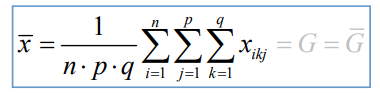 x̄ = 1/(n·p·q) ∑_{i=1}^{n} ∑_{j=1}^{p} ∑_{k=1}^{q} x_{ikj} = G = G̅